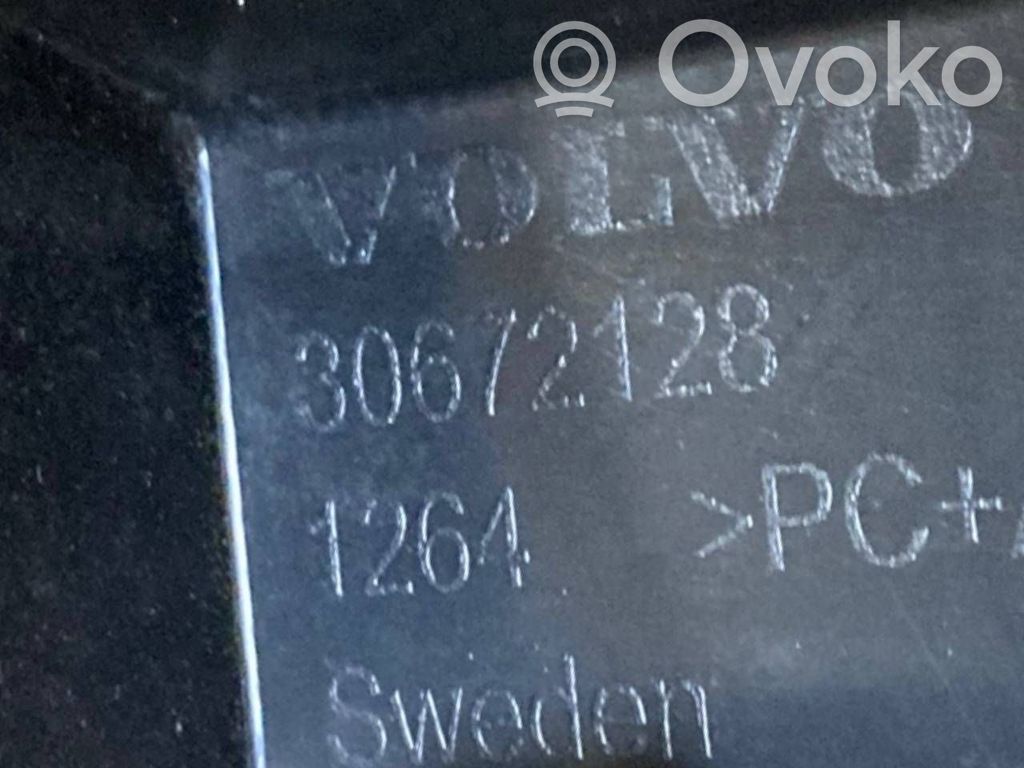 Ovoko
VOLVO
30672128
1264 >PC+
Sweden